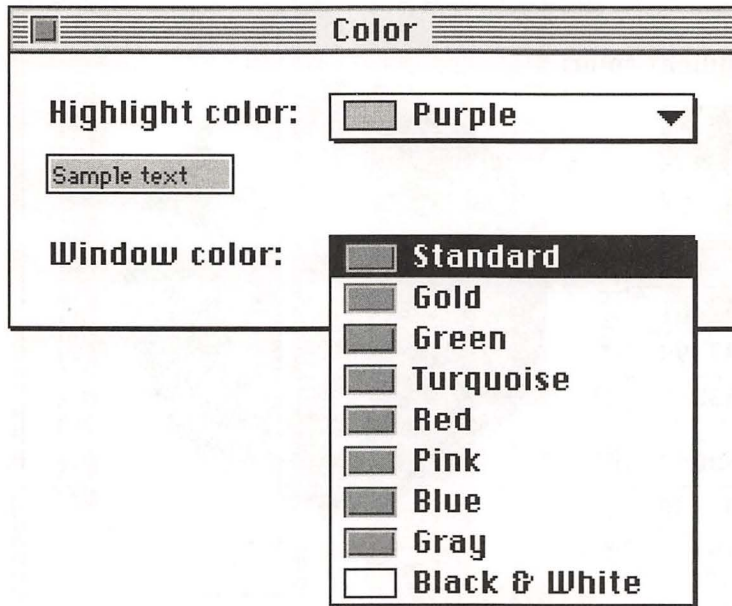 Color
Highlight color: Purple
Sample text
Window color: Standard
Gold
Green
Turquoise
Red
Pink
Blue
Gray
Black & White